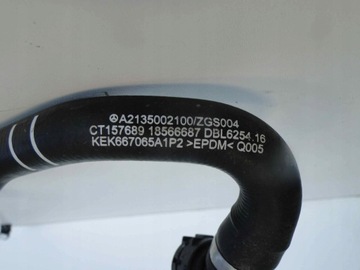 A2135002100/ZGS004
CT157689 18566687 DBL6254.16
KEK667065A1P2 >EPDM< Q005